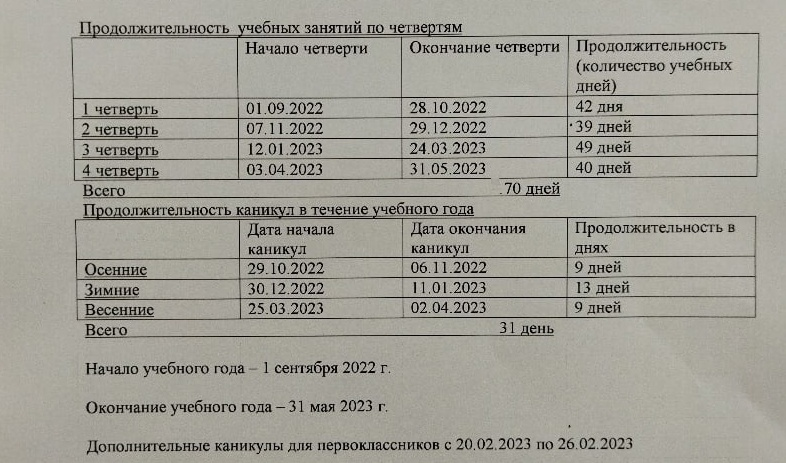 Продолжительность учебных занятий по четвертям
Начало четверти Окончание четверти Продолжительность (количество учебных дней)
1 четверть 01.09.2022 28.10.2022 42 дня
2 четверть 07.11.2022 29.12.2022 39 дней
3 четверть 12.01.2023 24.03.2023 49 дней
4 четверть 03.04.2023 31.05.2023 40 дней
Всего 70 дней
Продолжительность каникул в течение учебного года
Дата начала каникул Дата окончания каникул Продолжительность в днях
Осенние 29.10.2022 06.11.2022 9 дней
Зимние 30.12.2022 11.01.2023 13 дней
Весенние 25.03.2023 02.04.2023 9 дней
Всего 31 день
Начало учебного года – 1 сентября 2022 г.
Окончание учебного года – 31 мая 2023 г.
Дополнительные каникулы для первоклассников с 20.02.2023 по 26.02.2023